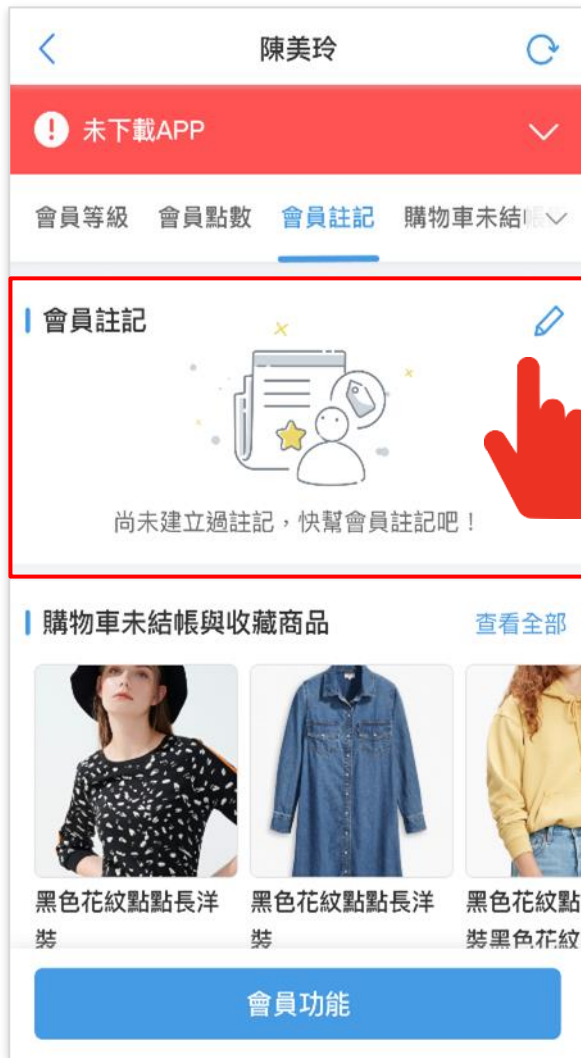 陳美玲
未下載APP
會員等級 會員點數 會員註記 購物車未結帳
會員註記
尚未建立過註記，快幫會員註記吧！
購物車未結帳與收藏商品 查看全部
黑色花紋點點長洋裝
黑色花紋點點長洋裝
黑色花紋點
裝黑色花紋
會員功能